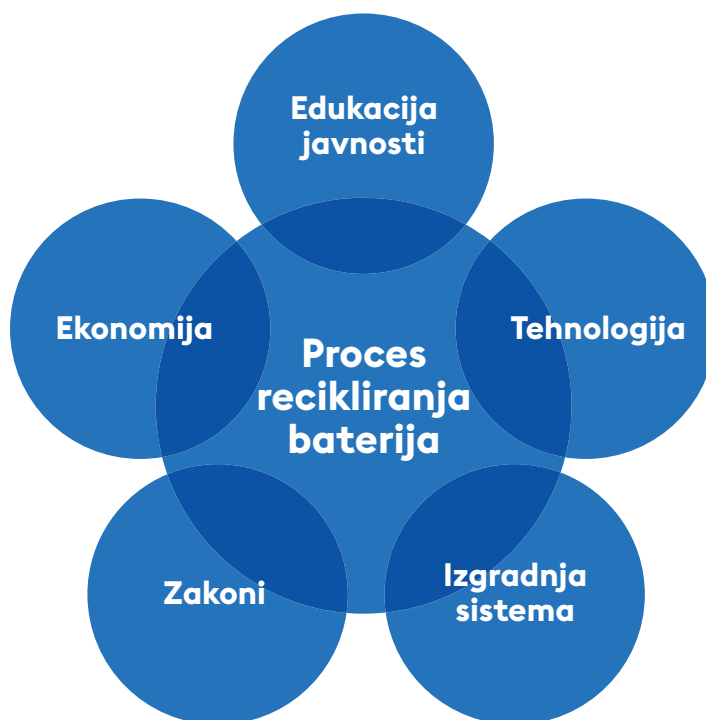 Edukacija
javnosti
Ekonomija
Tehnologija
Proces
recikliranja
baterija
Zakoni
Izgradnja
sistema